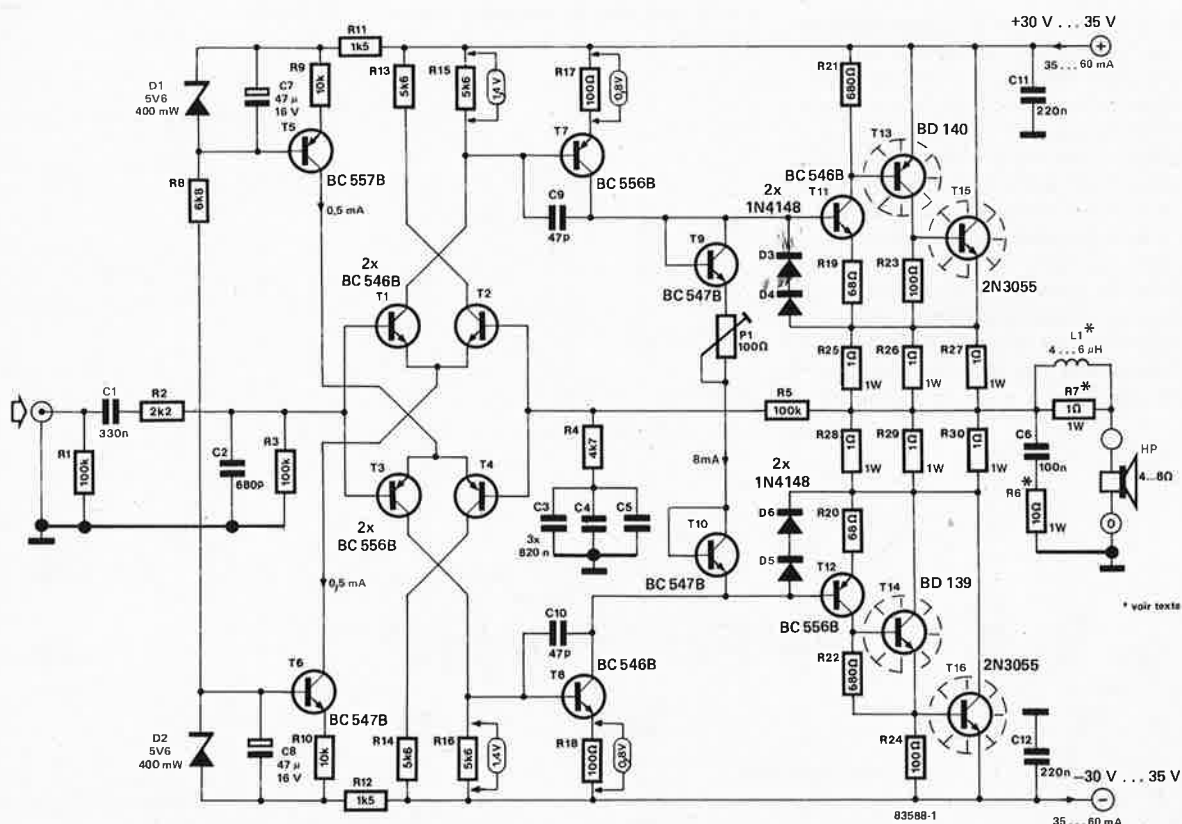 R11
1k5
+30 V ... 35 V
35 ... 60 mA
D1
5V6
400 mW
C7
47 µ
16 V
R9
10k
R13
5k6
R15
5k6
1,4V
R17
100Ω
0,8V
R21
680Ω
C11
220n
T5
BC 557B
T7
BC 556B
T13
BD 140
R8
6k8
0,5 mA
C9
47p
2x
1N4148
BC 546B
T11
T15
2N3055
T9
BC 547B
D3
D4
R19
68Ω
R23
100Ω
2x
BC 546B
T1
T2
P1
100Ω
R25
1Ω
1W
R26
1Ω
1W
R27
1Ω
1W
L1*
4 ... 6 µH
R7*
1Ω
1W
C1
330n
R2
2k2
R5
100k
R1
100k
C2
680p
R3
100k
R4
4k7
8mA
R28
1Ω
1W
R29
1Ω
1W
R30
1Ω
1W
C6
100n
HP
4...8Ω
T3
T4
2x
BC 556B
C3
C4
C5
3x
820 n
2x
1N4148
D6
D5
R20
68Ω
R6
*
10Ω
1W
T10
BC 547B
T12
BC 556B
T14
BD 139
* voir texte
0,5 mA
C10
47p
BC 546B
T8
R22
680Ω
T16
2N3055
T6
BC 547B
D2
5V6
400 mW
C8
47 µ
16 V
R10
10k
R14
5k6
R16
5k6
1,4V
R18
100Ω
0,8V
R24
100Ω
C12
220n
R12
1k5
−30 V ... 35 V
83588-1
35 ... 60 mA